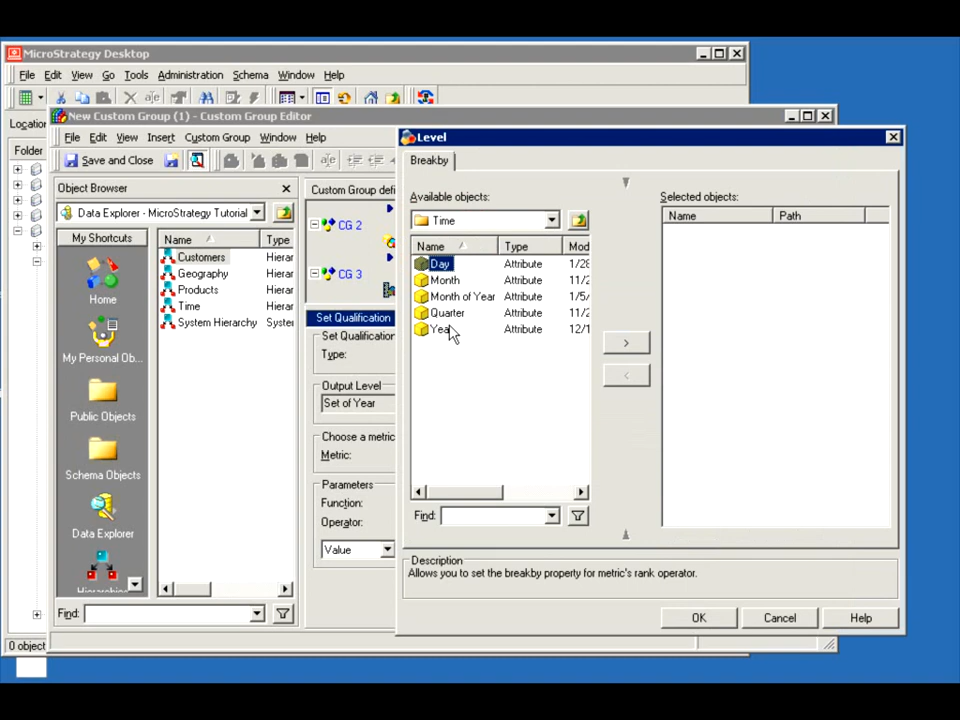 MicroStrategy Desktop
File Edit View Go Tools Administration Schema Window Help
Locatio
Folder
New Custom Group (1) - Custom Group Editor
File Edit View Insert Custom Group Window Help
Save and Close
Object Browser
Data Explorer - MicroStrategy Tutorial
My Shortcuts
Home
My Personal Ob...
Public Objects
Schema Objects
Data Explorer
Name Type
Customers Hierar
Geography Hierar
Products Hierar
Time Hierar
System Hierarchy System
Find:
0 object
Custom Group defi
CG 2
CG 3
Set Qualification
Set Qualification
Type:
Output Level
Set of Year
Choose a metric
Metric:
Parameters
Function:
Operator:
Value
Level
Breakby
Available objects:
Time
Name Type Mod
Day Attribute 1/28
Month Attribute 11/2
Month of Year Attribute 1/5/
Quarter Attribute 11/2
Year Attribute 12/1
Find:
>
<
Selected objects:
Name Path
Description
Allows you to set the breakby property for metric's rank operator.
OK Cancel Help